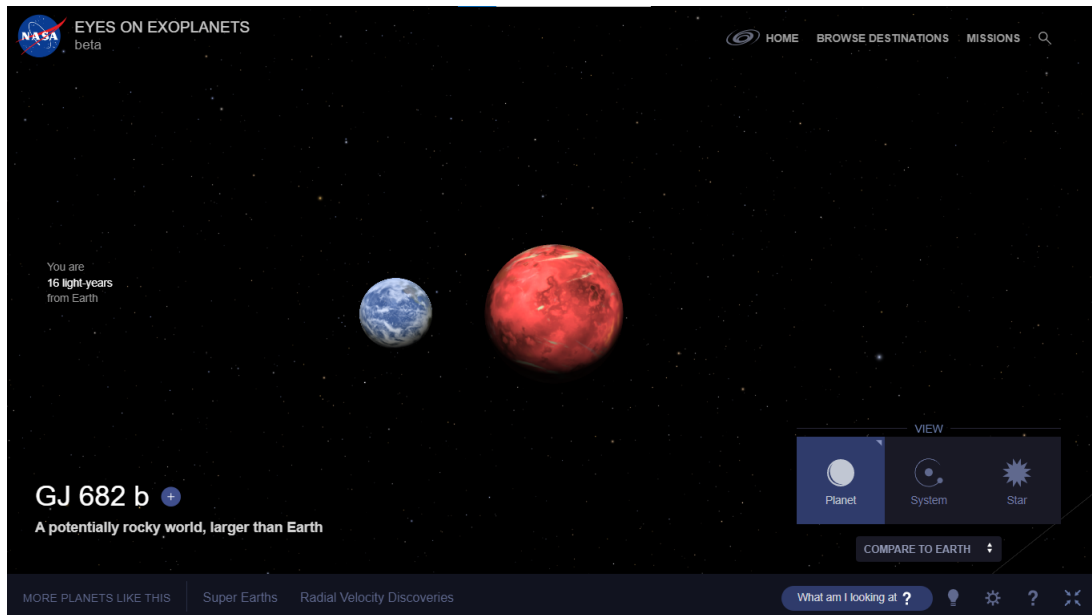 NASA
EYES ON EXOPLANETS
beta
HOME BROWSE DESTINATIONS MISSIONS
You are
16 light-years
from Earth
VIEW
Planet System Star
GJ 682 b +
A potentially rocky world, larger than Earth
COMPARE TO EARTH
MORE PLANETS LIKE THIS Super Earths Radial Velocity Discoveries
What am I looking at ? ?